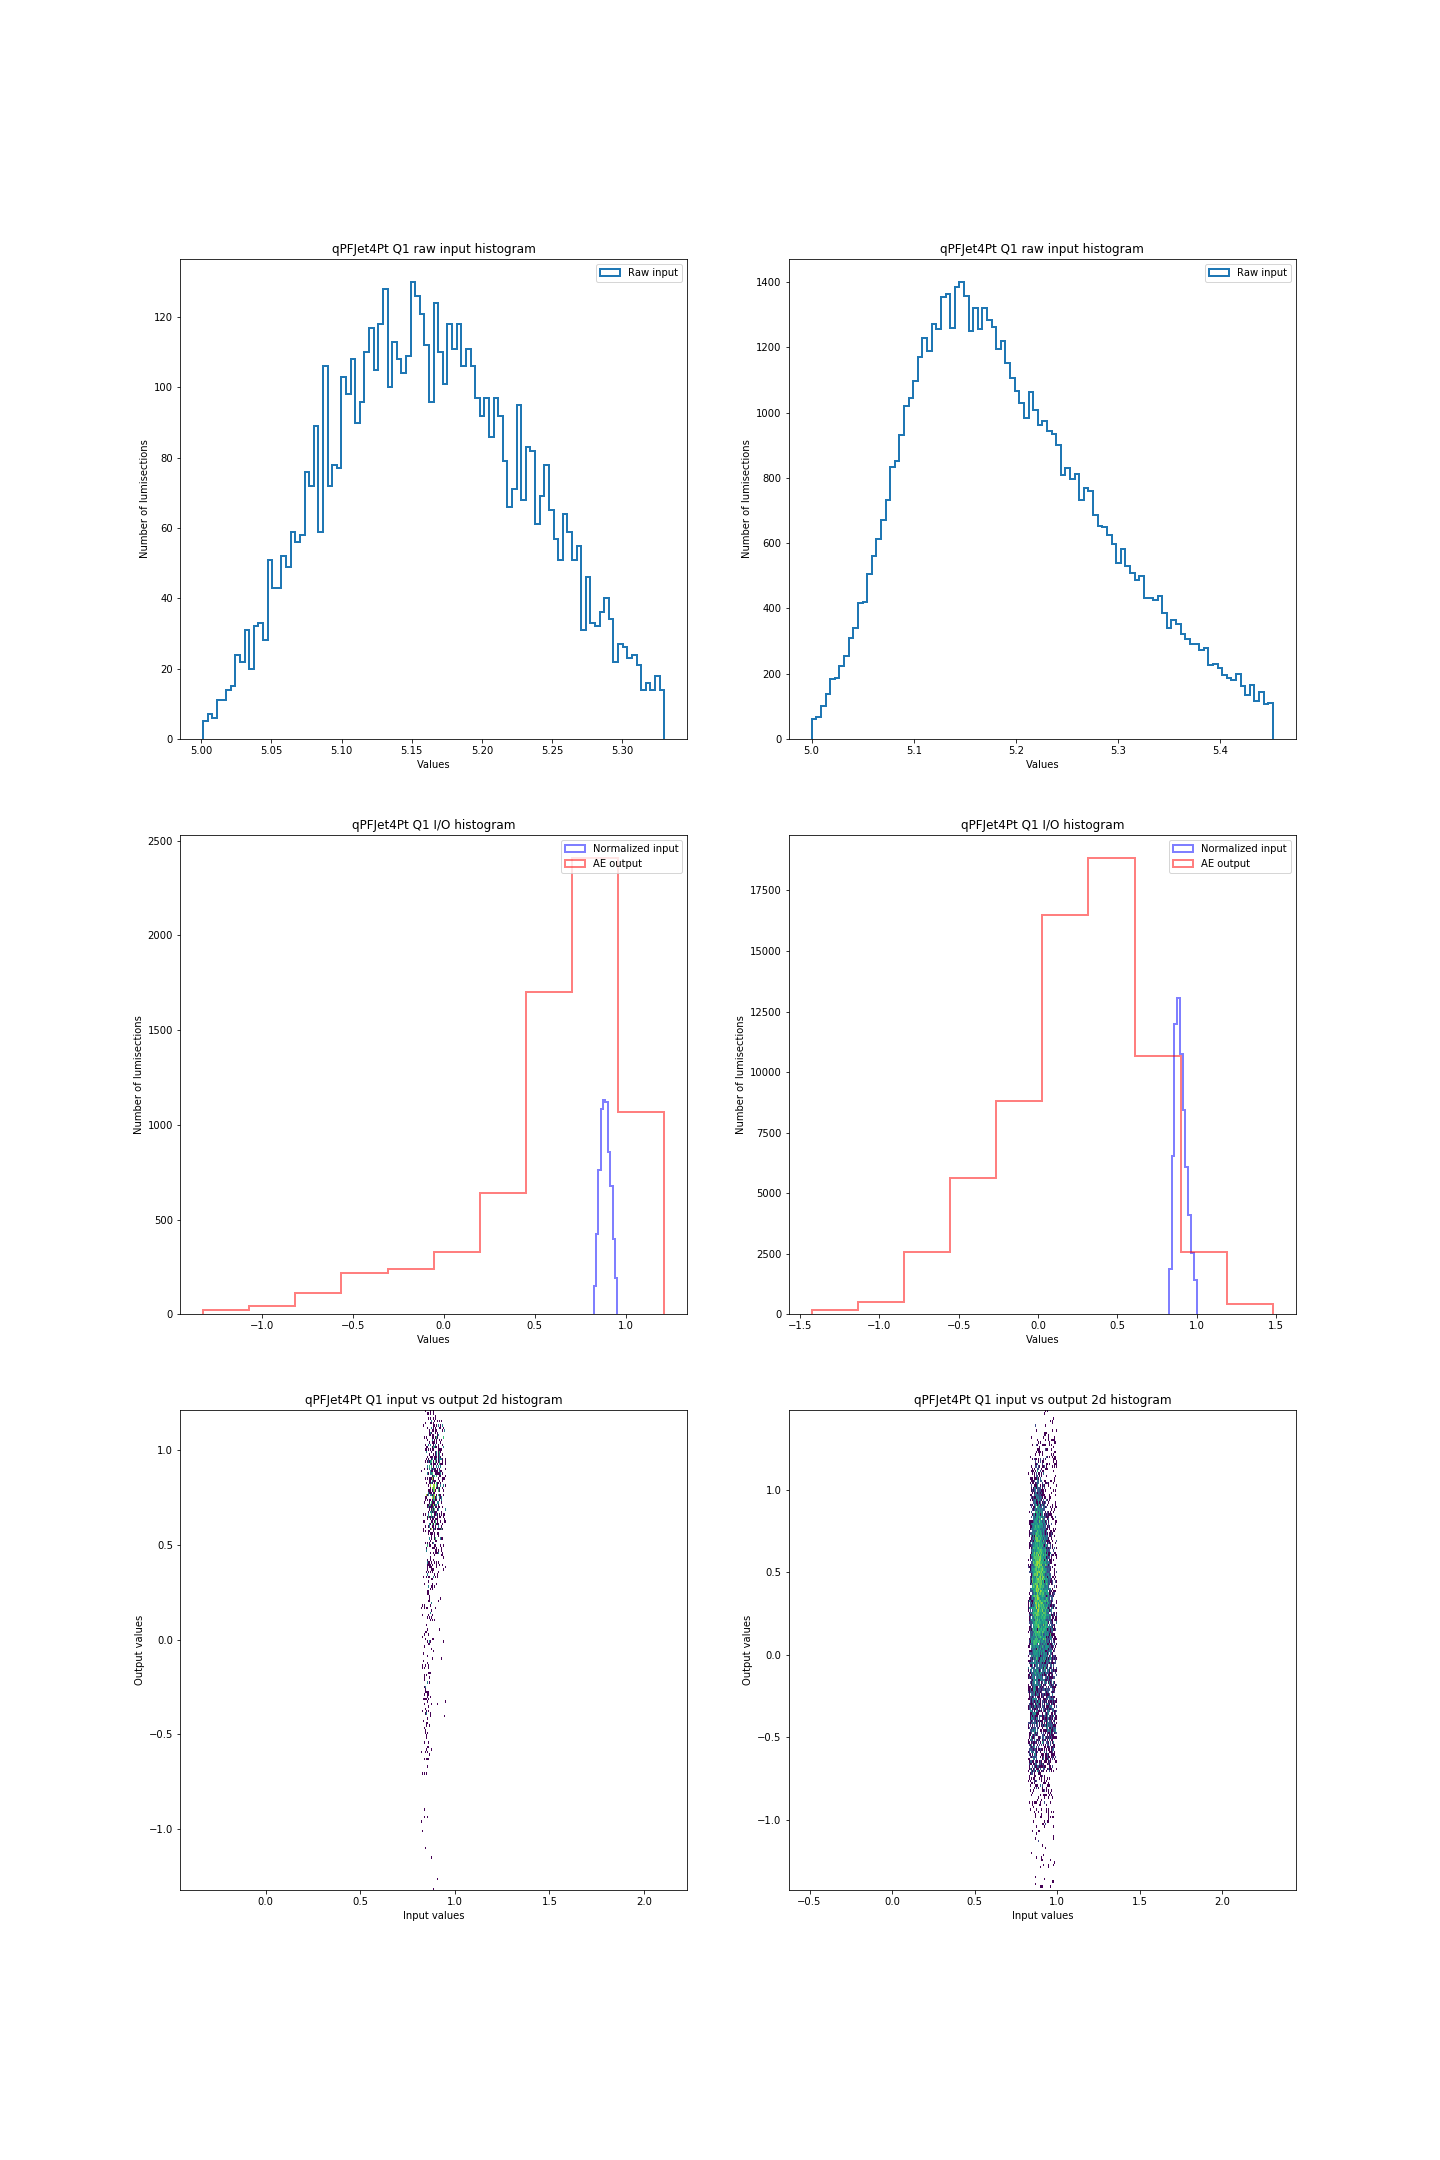 qPFJet4Pt Q1 raw input histogram
Raw input
120
100
80
60
40
20
0
Number of lumisections
5.00 5.05 5.10 5.15 5.20 5.25 5.30
Values
qPFJet4Pt Q1 raw input histogram
Raw input
1400
1200
1000
800
600
400
200
0
Number of lumisections
5.0 5.1 5.2 5.3 5.4
Values
qPFJet4Pt Q1 I/O histogram
Normalized input
AE output
2500
2000
1500
1000
500
0
Number of lumisections
−1.0 −0.5 0.0 0.5 1.0
Values
qPFJet4Pt Q1 I/O histogram
Normalized input
AE output
17500
15000
12500
10000
7500
5000
2500
0
Number of lumisections
−1.5 −1.0 −0.5 0.0 0.5 1.0 1.5
Values
qPFJet4Pt Q1 input vs output 2d histogram
1.0
0.5
0.0
−0.5
−1.0
Output values
0.0 0.5 1.0 1.5 2.0
Input values
qPFJet4Pt Q1 input vs output 2d histogram
1.0
0.5
0.0
−0.5
−1.0
Output values
−0.5 0.0 0.5 1.0 1.5 2.0
Input values